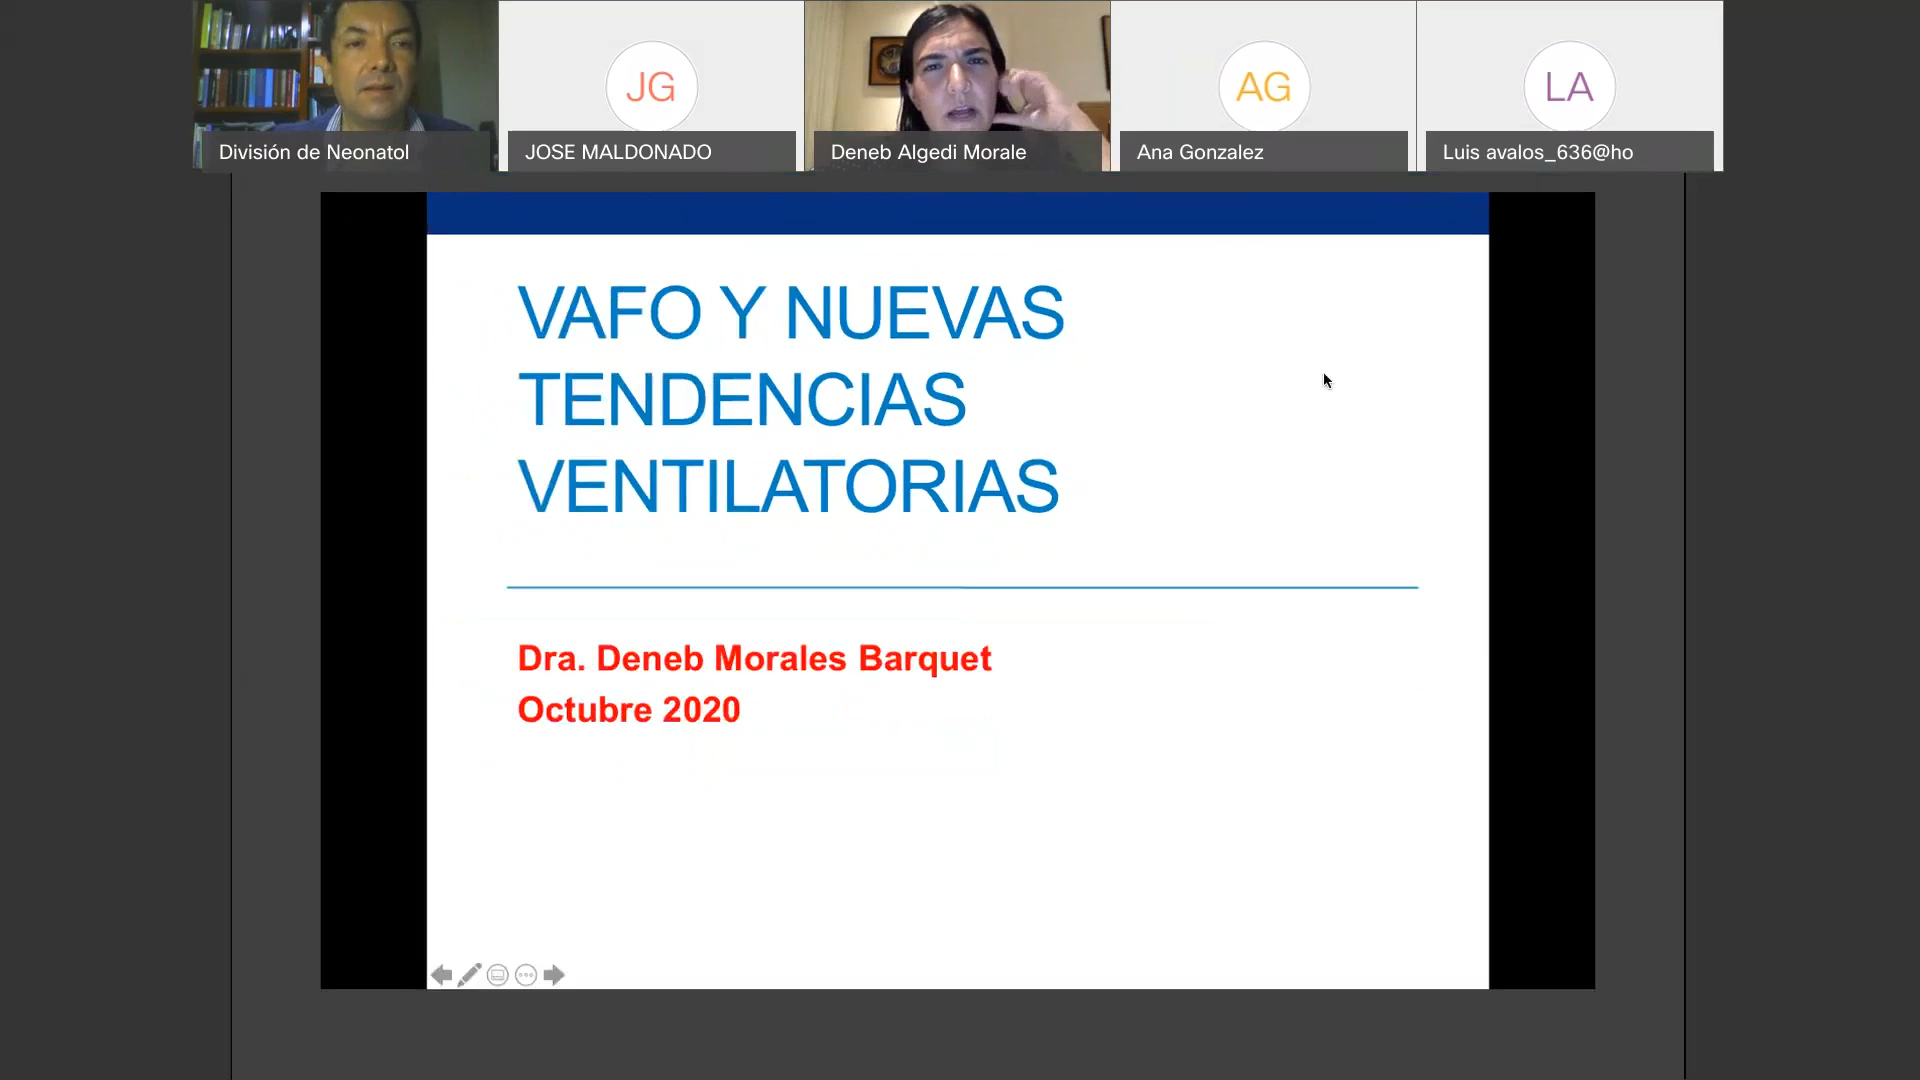 JG
AG
LA
División de Neonatol
JOSE MALDONADO
Deneb Algedi Morale
Ana Gonzalez
Luis avalos_636@ho
VAFO Y NUEVAS
TENDENCIAS
VENTILATORIAS
Dra. Deneb Morales Barquet
Octubre 2020